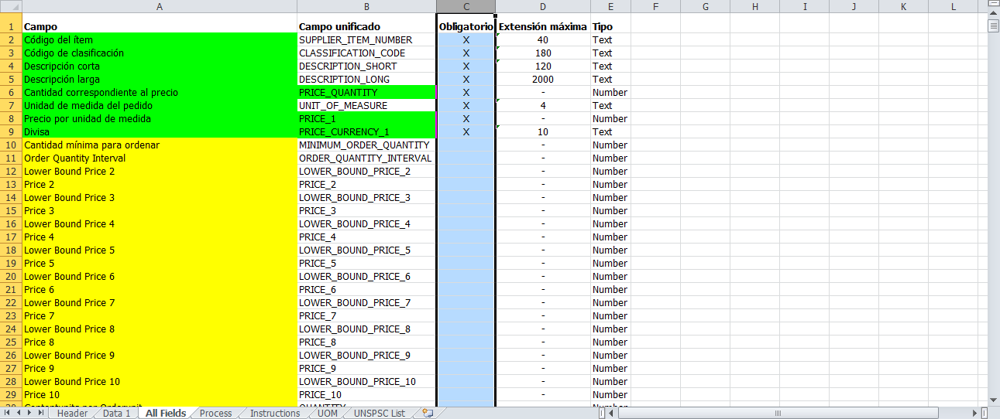 A B C D E F G H I J K L
1 Campo Campo unificado Obligatorio Extensión máxima Tipo
2 Código del ítem SUPPLIER_ITEM_NUMBER X 40 Text
3 Código de clasificación CLASSIFICATION_CODE X 180 Text
4 Descripción corta DESCRIPTION_SHORT X 120 Text
5 Descripción larga DESCRIPTION_LONG X 2000 Text
6 Cantidad correspondiente al precio PRICE_QUANTITY X - Number
7 Unidad de medida del pedido UNIT_OF_MEASURE X 4 Text
8 Precio por unidad de medida PRICE_1 X - Number
9 Divisa PRICE_CURRENCY_1 X 10 Text
10 Cantidad mínima para ordenar MINIMUM_ORDER_QUANTITY - Number
11 Order Quantity Interval ORDER_QUANTITY_INTERVAL - Number
12 Lower Bound Price 2 LOWER_BOUND_PRICE_2 - Number
13 Price 2 PRICE_2 - Number
14 Lower Bound Price 3 LOWER_BOUND_PRICE_3 - Number
15 Price 3 PRICE_3 - Number
16 Lower Bound Price 4 LOWER_BOUND_PRICE_4 - Number
17 Price 4 PRICE_4 - Number
18 Lower Bound Price 5 LOWER_BOUND_PRICE_5 - Number
19 Price 5 PRICE_5 - Number
20 Lower Bound Price 6 LOWER_BOUND_PRICE_6 - Number
21 Price 6 PRICE_6 - Number
22 Lower Bound Price 7 LOWER_BOUND_PRICE_7 - Number
23 Price 7 PRICE_7 - Number
24 Lower Bound Price 8 LOWER_BOUND_PRICE_8 - Number
25 Price 8 PRICE_8 - Number
26 Lower Bound Price 9 LOWER_BOUND_PRICE_9 - Number
27 Price 9 PRICE_9 - Number
28 Lower Bound Price 10 LOWER_BOUND_PRICE_10 - Number
29 Price 10 PRICE_10 - Number
Header Data 1 All Fields Process Instructions UOM UNSPSC List